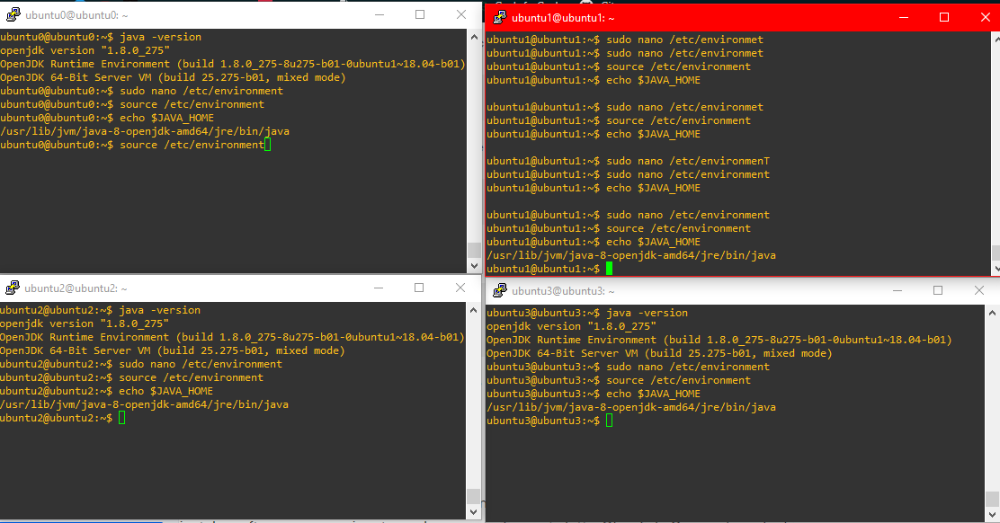 ubuntu0@ubuntu0: ~
ubuntu0@ubuntu0:~$ java -version
openjdk version "1.8.0_275"
OpenJDK Runtime Environment (build 1.8.0_275-8u275-b01-0ubuntu1~18.04-b01)
OpenJDK 64-Bit Server VM (build 25.275-b01, mixed mode)
ubuntu0@ubuntu0:~$ sudo nano /etc/environment
ubuntu0@ubuntu0:~$ source /etc/environment
ubuntu0@ubuntu0:~$ echo $JAVA_HOME
/usr/lib/jvm/java-8-openjdk-amd64/jre/bin/java
ubuntu0@ubuntu0:~$ source /etc/environment
ubuntu1@ubuntu1: ~
ubuntu1@ubuntu1:~$ sudo nano /etc/environmet
ubuntu1@ubuntu1:~$ sudo nano /etc/environmet
ubuntu1@ubuntu1:~$ source /etc/environment
ubuntu1@ubuntu1:~$ echo $JAVA_HOME
ubuntu1@ubuntu1:~$ sudo nano /etc/environmet
ubuntu1@ubuntu1:~$ source /etc/environment
ubuntu1@ubuntu1:~$ echo $JAVA_HOME
ubuntu1@ubuntu1:~$ sudo nano /etc/environmenT
ubuntu1@ubuntu1:~$ sudo nano /etc/environment
ubuntu1@ubuntu1:~$ echo $JAVA_HOME
ubuntu1@ubuntu1:~$ sudo nano /etc/environment
ubuntu1@ubuntu1:~$ source /etc/environment
ubuntu1@ubuntu1:~$ echo $JAVA_HOME
/usr/lib/jvm/java-8-openjdk-amd64/jre/bin/java
ubuntu1@ubuntu1:~$
ubuntu2@ubuntu2: ~
ubuntu2@ubuntu2:~$ java -version
openjdk version "1.8.0_275"
OpenJDK Runtime Environment (build 1.8.0_275-8u275-b01-0ubuntu1~18.04-b01)
OpenJDK 64-Bit Server VM (build 25.275-b01, mixed mode)
ubuntu2@ubuntu2:~$ sudo nano /etc/environment
ubuntu2@ubuntu2:~$ source /etc/environment
ubuntu2@ubuntu2:~$ echo $JAVA_HOME
/usr/lib/jvm/java-8-openjdk-amd64/jre/bin/java
ubuntu2@ubuntu2:~$
ubuntu3@ubuntu3: ~
ubuntu3@ubuntu3:~$ java -version
openjdk version "1.8.0_275"
OpenJDK Runtime Environment (build 1.8.0_275-8u275-b01-0ubuntu1~18.04-b01)
OpenJDK 64-Bit Server VM (build 25.275-b01, mixed mode)
ubuntu3@ubuntu3:~$ sudo nano /etc/environment
ubuntu3@ubuntu3:~$ source /etc/environment
ubuntu3@ubuntu3:~$ echo $JAVA_HOME
/usr/lib/jvm/java-8-openjdk-amd64/jre/bin/java
ubuntu3@ubuntu3:~$